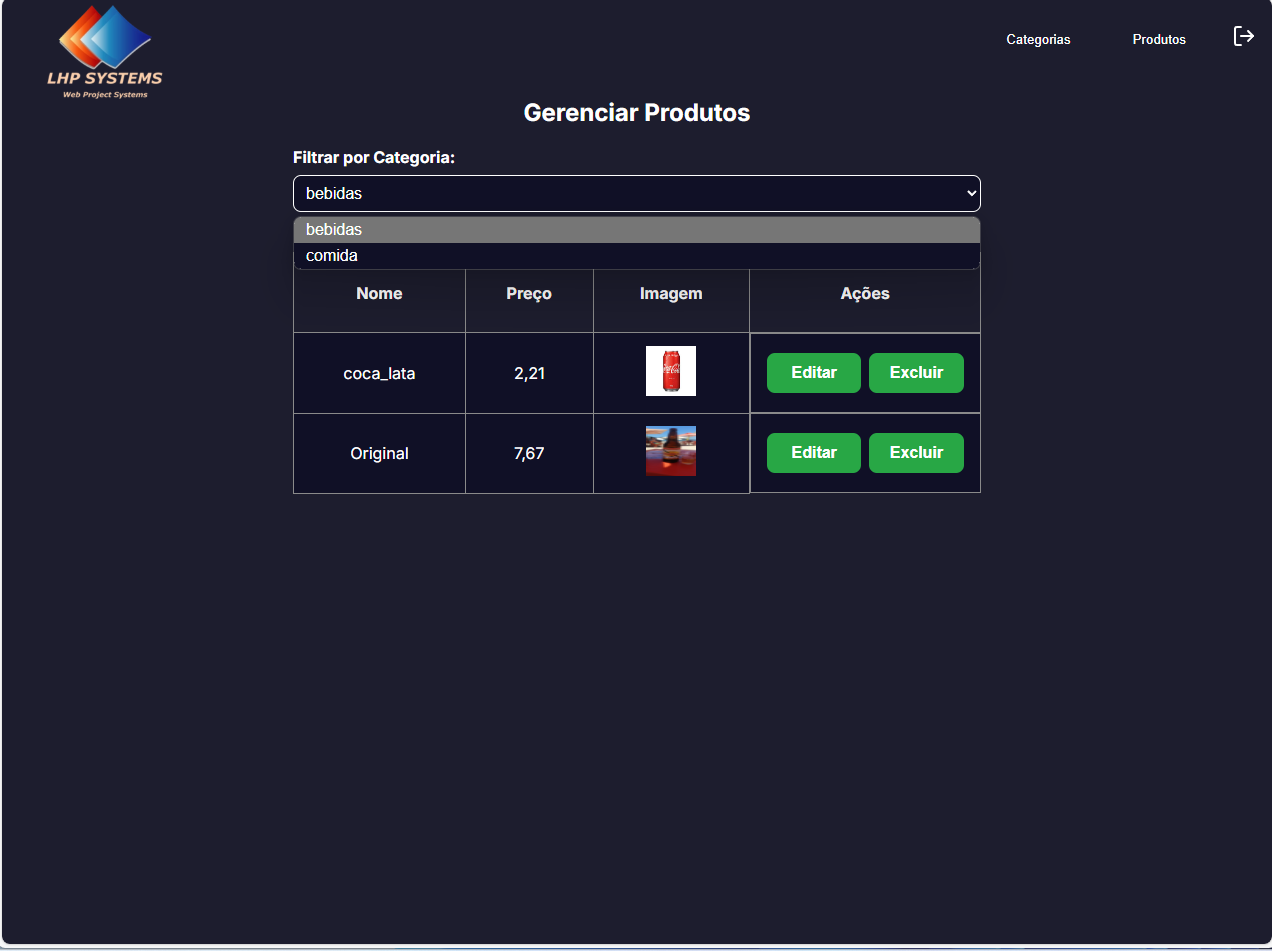 LHP SYSTEMS
Web Project Systems
Categorias Produtos
Gerenciar Produtos
Filtrar por Categoria:
bebidas
bebidas
comida
Nome Preço Imagem Ações
coca_lata 2,21 Editar Excluir
Original 7,67 Editar Excluir